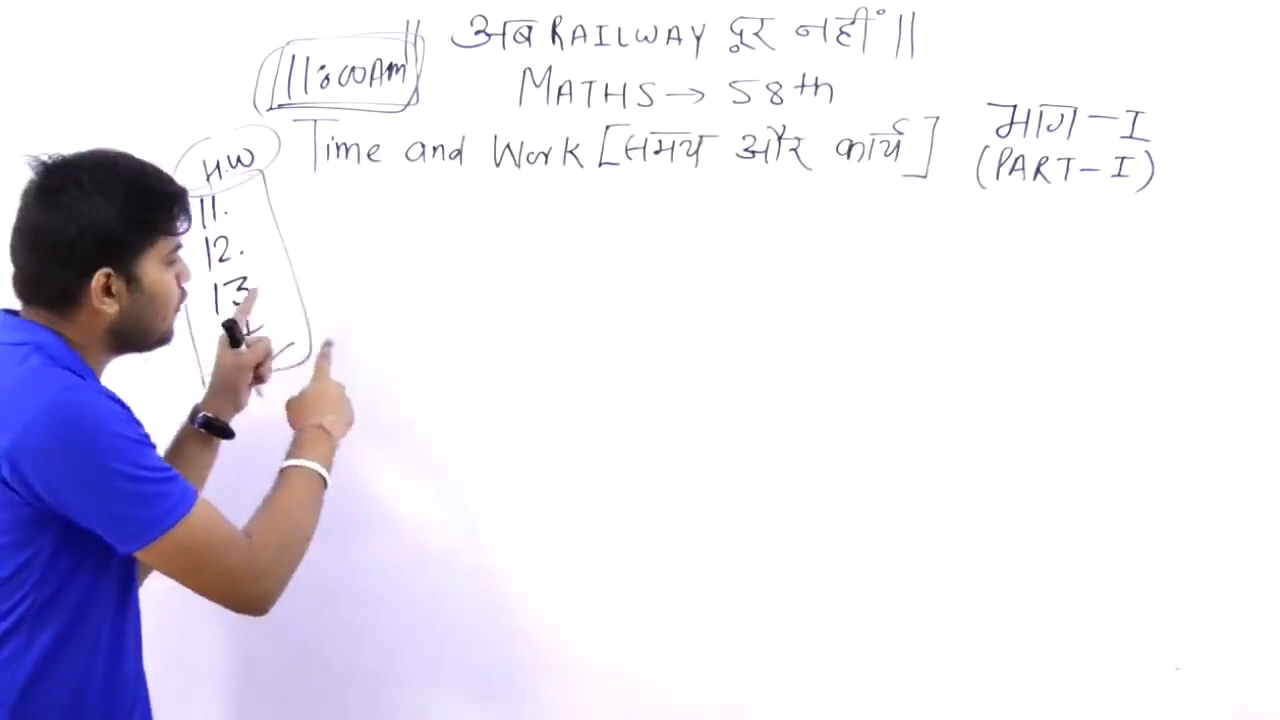 || अब RAILWAY दूर नहीं ||
11:00AM
MATHS → 58th
Time and Work [समय और कार्य]
भाग - I
(PART - I)
H.W
11.
12.
13